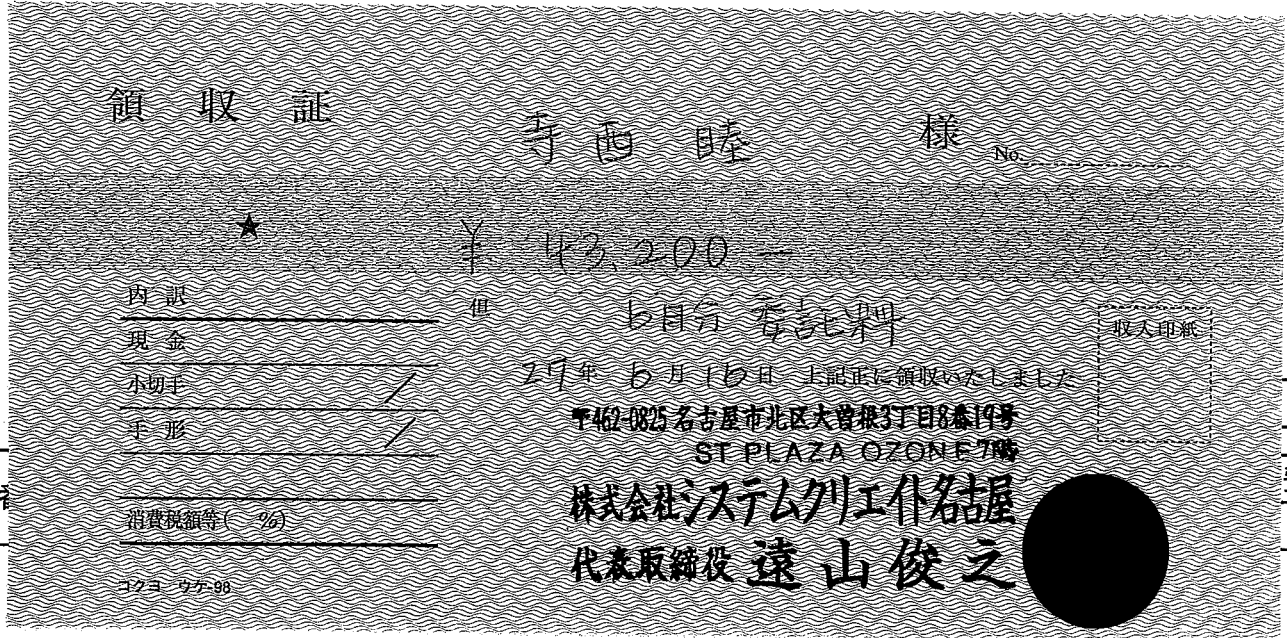 領収証
寺西 睦 様
No.
★
¥ 43,200 —
但 6月分 委託料
27年 6月16日 上記正に領収いたしました
内訳
現金
小切手 /
手形 /
消費税額等( %)
コクヨ ウケ-98
収入印紙
〒462-0825 名古屋市北区大曽根3丁目8番19号
ST PLAZA OZONE 7階
株式会社システムクリエイト名古屋
代表取締役 遠山俊之